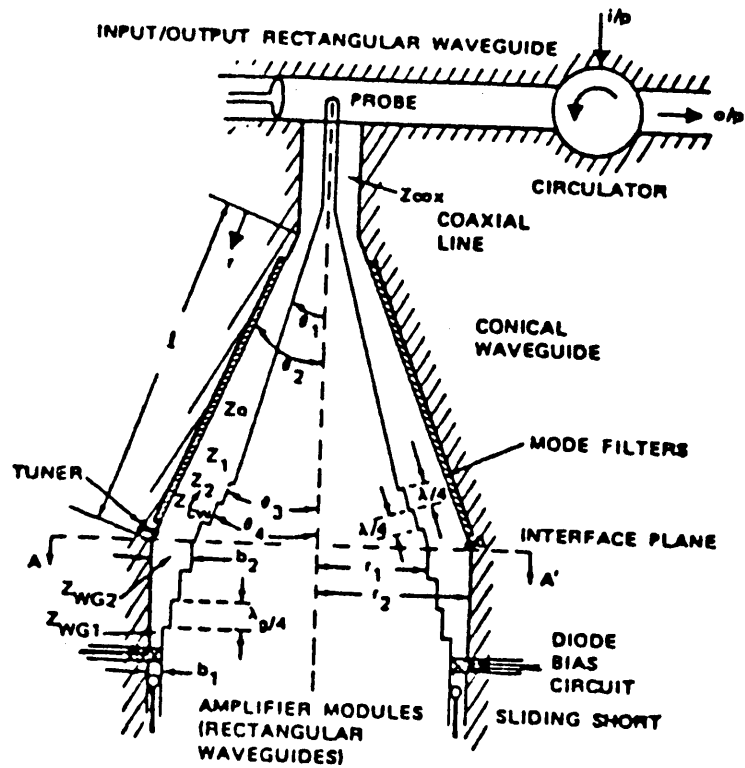 i/p
INPUT/OUTPUT RECTANGULAR WAVEGUIDE
PROBE
o/p
CIRCULATOR
Zcox
COAXIAL
LINE
r
l
θ1
θ2
CONICAL
WAVEGUIDE
Za
Z1
Z2
MODE FILTERS
TUNER
θ3
θ4
λ/4
INTERFACE PLANE
A
A'
b2
r1
r2
ZWG2
ZWG1
λg/4
b1
DIODE
BIAS
CIRCUIT
SLIDING SHORT
AMPLIFIER MODULES
(RECTANGULAR
WAVEGUIDES)